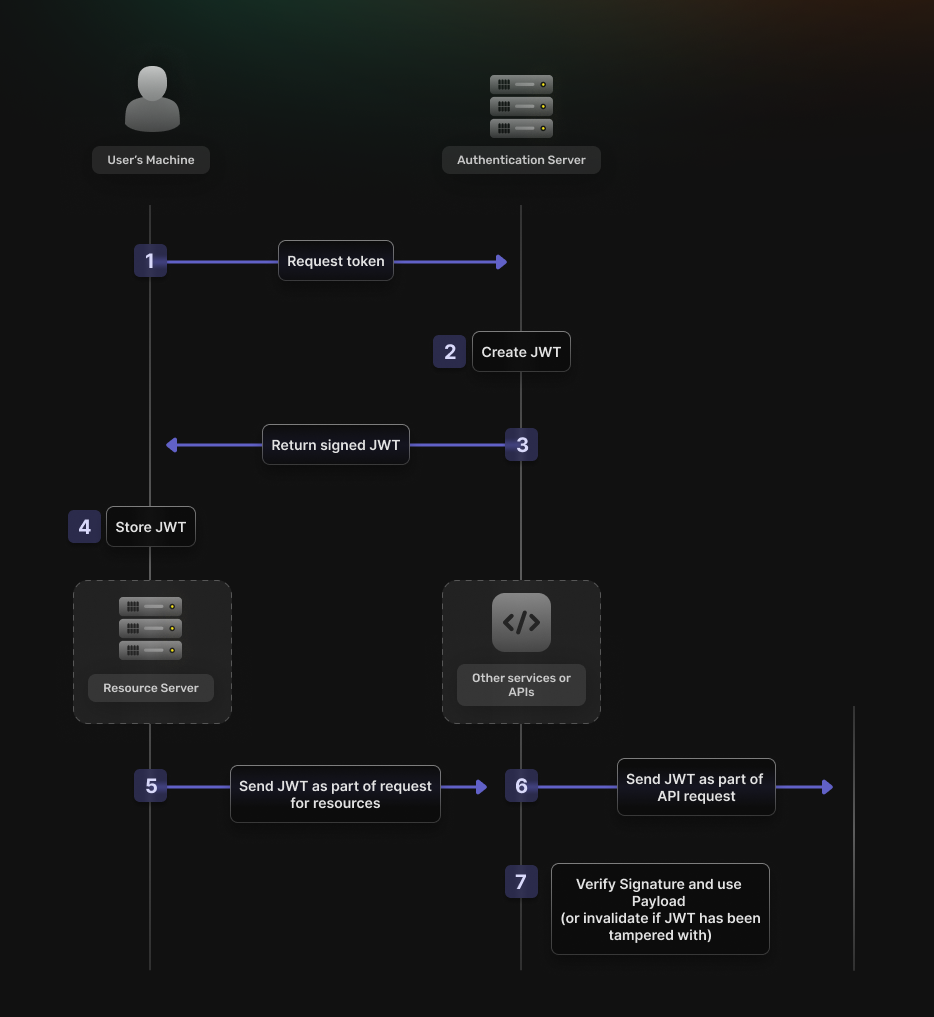 User's Machine
Authentication Server
1
Request token
2
Create JWT
Return signed JWT
3
4
Store JWT
Resource Server
Other services or
APIs
5
Send JWT as part of request
for resources
6
Send JWT as part of
API request
7
Verify Signature and use
Payload
(or invalidate if JWT has been
tampered with)